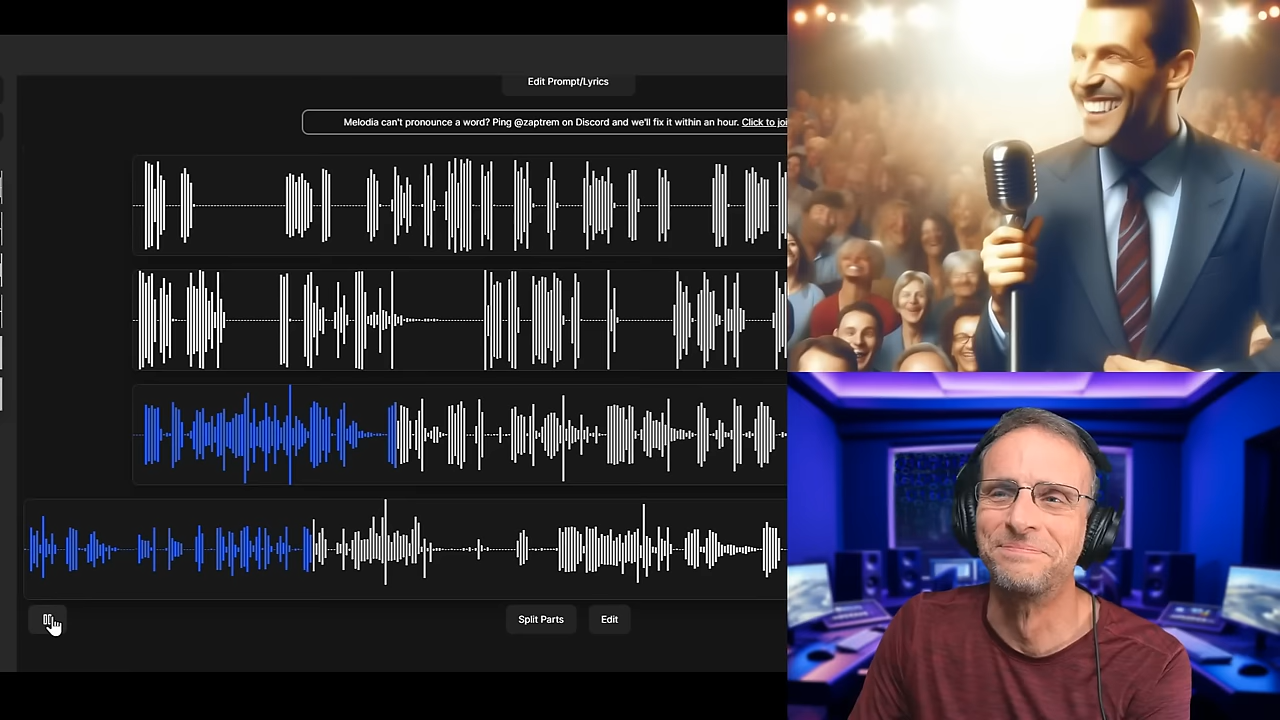 Edit Prompt/Lyrics
Melodia can't pronounce a word? Ping @zaptrem on Discord and we'll fix it within an hour. Click to joi
Split Parts
Edit